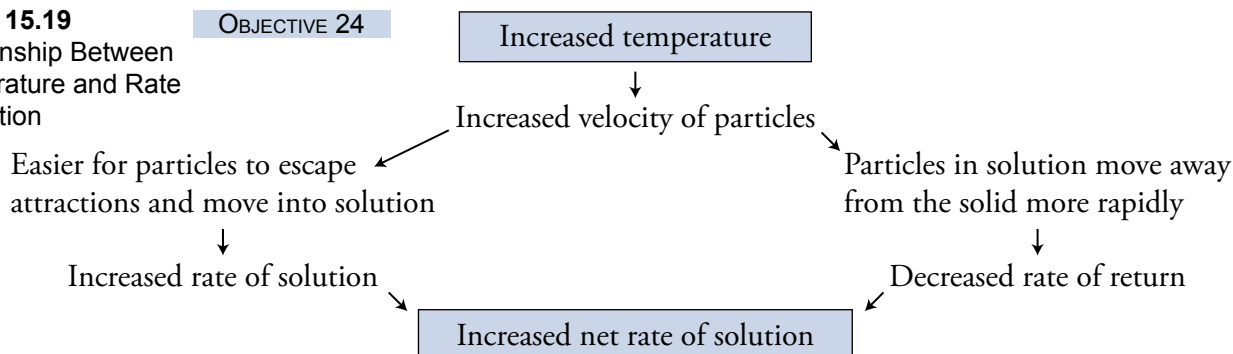 15.19
nship Between
rature and Rate
tion
OBJECTIVE 24
Increased temperature
Increased velocity of particles
Easier for particles to escape
attractions and move into solution
Particles in solution move away
from the solid more rapidly
Increased rate of solution
Decreased rate of return
Increased net rate of solution